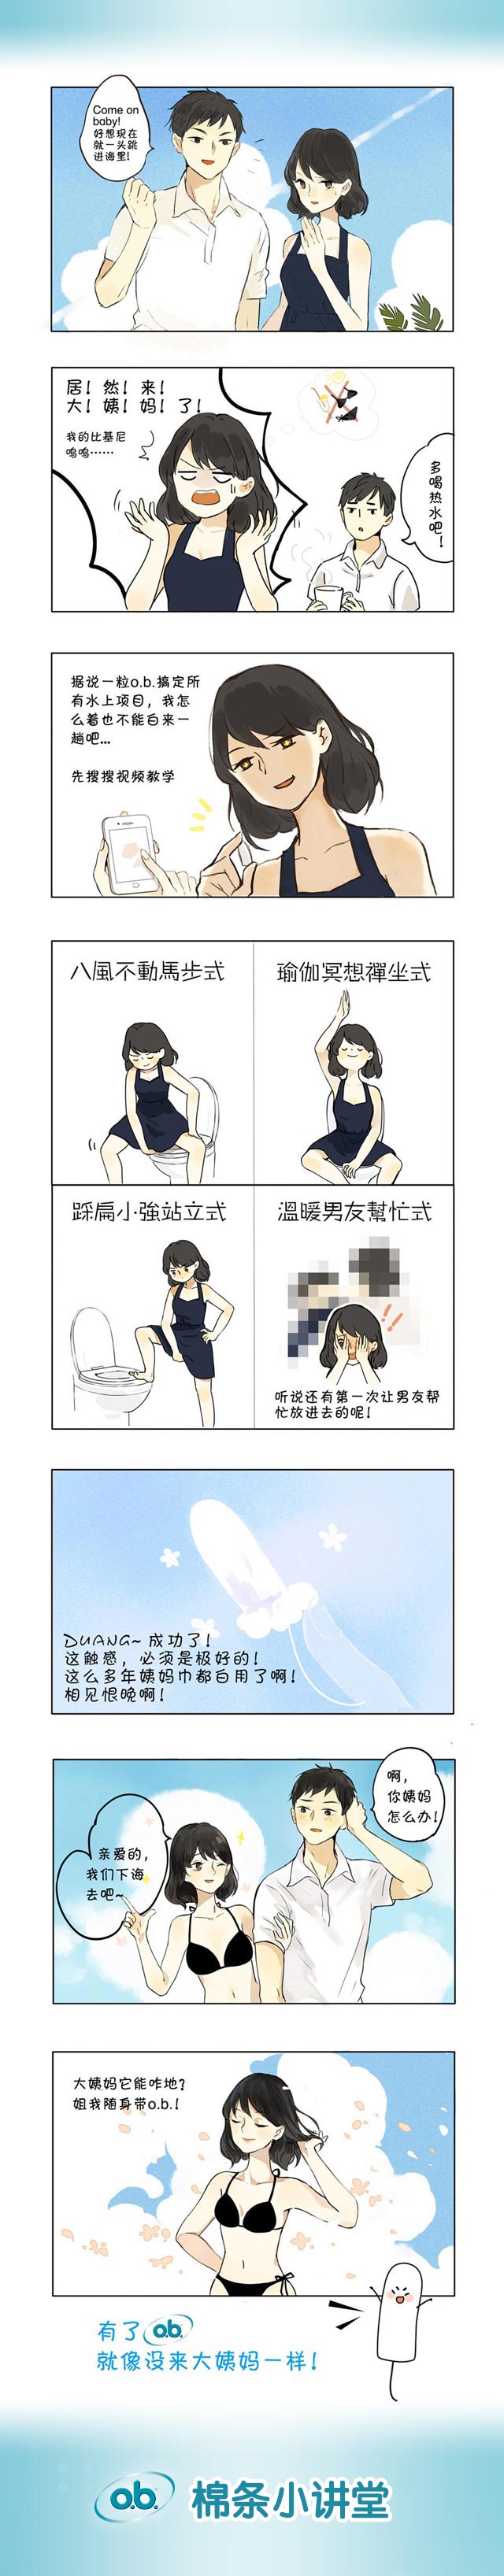 Come on
baby!
好想现在
就一头跳
进海里!
居!然!来!
大!姨!妈!了!
我的比基尼
呜呜……
多喝热水吧!
据说一粒o.b.搞定所
有水上项目，我怎
么着也不能白来一
趟吧...
先搜搜视频教学
八風不動馬步式
瑜伽冥想禪坐式
踩扁小強站立式
溫暖男友幫忙式
听说还有第一次让男友帮
忙放进去的呢!
DUANG~ 成功了!
这触感，必须是极好的!
这么多年姨妈巾都白用了啊!
相见恨晚啊!
啊，
你姨妈
怎么办!
亲爱的，
我们下海
去吧~
大姨妈它能咋地?
姐我随身带o.b.!
有了 o.b.
就像没来大姨妈一样!
o.b. 棉条小讲堂